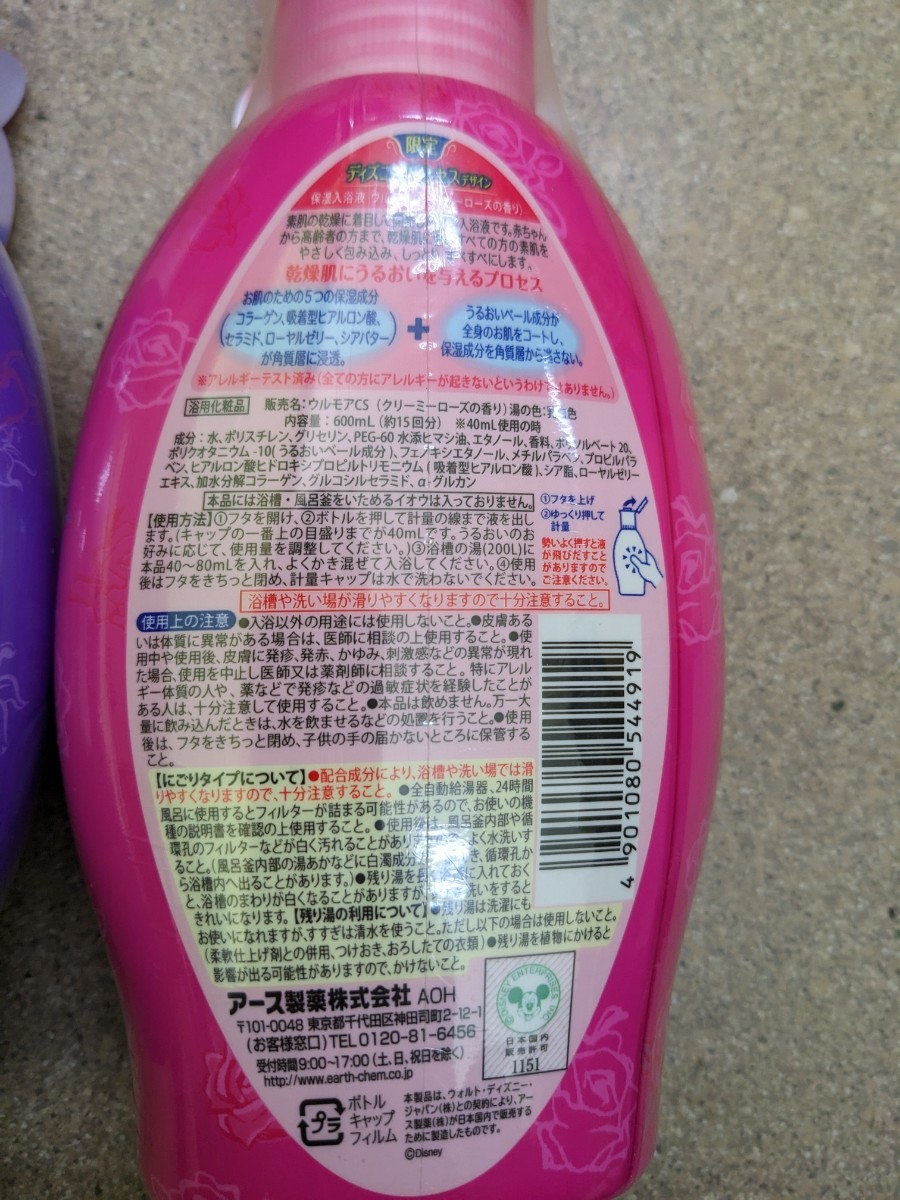 限定
ディズニープリンセスデザイン
保湿入浴液 ウルモア クリーミーローズの香り
素肌の乾燥に着目し 入浴液です。赤ちゃん
から高齢者の方まで、乾燥肌 すべての方の素肌を
やさしく包み込み、しっとり すべすべにします。
乾燥肌にうるおいを与えるプロセス
お肌のための5つの保湿成分
コラーゲン、吸着型ヒアルロン酸、
セラミド、ローヤルゼリー、シアバター
が角質層に浸透。
+
うるおいベール成分が
全身のお肌をコートし、
保湿成分を角質層から逃さない。
※アレルギーテスト済み(全ての方にアレルギーが起きないというわけではありません。)
浴用化粧品 販売名:ウルモアCS (クリーミーローズの香り)湯の色:乳白色
内容量:600mL (約15回分) ※40mL使用の時
成分:水、ポリスチレン、グリセリン、PEG-60 水添ヒマシ油、エタノール、香料、ポリソルベート20、
ポリクオタニウム-10(うるおいベール成分)、フェノキシエタノール、メチルパラベン、プロピルパラ
ベン、ヒアルロン酸ヒドロキシプロピルトリモニウム(吸着型ヒアルロン酸)、シア脂、ローヤルゼリー
エキス、加水分解コラーゲン、グルコシルセラミド、α-グルカン
本品には浴槽・風呂釜をいためるイオウは入っておりません。
【使用方法】①フタを開け、②ボトルを押して計量の線まで液を出し
ます。(キャップの一番上の目盛りまでが40mLです。うるおいのお
好みに応じて、使用量を調整してください。)③浴槽の湯(200L)に
本品40~80mLを入れ、よくかき混ぜて入浴してください。④使用
後はフタをきちっと閉め、計量キャップは水で洗わないでください。
①フタを上げ
②ゆっくり押して
計量
勢いよく押すと液
が飛びだすこと
がありますので
ご注意ください。
浴槽や洗い場が滑りやすくなりますので十分注意すること。
使用上の注意 ●入浴以外の用途には使用しないこと。●皮膚ある
いは体質に異常がある場合は、医師に相談の上使用すること。●使
用中や使用後、皮膚に発疹、発赤、かゆみ、刺激感などの異常が現れ
た場合、使用を中止し医師又は薬剤師に相談すること。特にアレル
ギー体質の人や、薬などで発疹などの過敏症状を経験したことが
ある人は、十分注意して使用すること。●本品は飲めません。万一大
量に飲み込んだときは、水を飲ませるなどの処置を行うこと。●使用
後は、フタをきちっと閉め、子供の手の届かないところに保管する
こと。
4 901080 544919
【にごりタイプについて】●配合成分により、浴槽や洗い場では滑
りやすくなりますので、十分注意すること。●全自動給湯器、24時間
風呂に使用するとフィルターが詰まる可能性があるので、お使いの機
種の説明書を確認の上使用すること。●使用後は、風呂釜内部や循
環孔のフィルターなどが白く汚れることがあり よく水洗いす
ること。(風呂釜内部の湯あかなどに白濁成分が き、循環孔か
ら浴槽内へ出ることがあります。)●残り湯を長 に入れておく
と、浴槽のまわりが白くなることがありますが 洗いをすると
きれいになります。【残り湯の利用について】●残り湯は洗濯にも
お使いになれますが、すすぎは清水を使うこと。ただし以下の場合は使用しないこと。
(柔軟仕上げ剤との併用、つけおき、おろしたての衣類)●残り湯を植物にかけると
影響が出る可能性がありますので、かけないこと。
アース製薬株式会社 AOH
〒101-0048 東京都千代田区神田司町2-12-1
(お客様窓口)TEL0120-81-6456
受付時間9:00~17:00(土、日、祝日を除く)
http://www.earth-chem.co.jp
DISNEY ENTERPRISES, INC.
日本国内
販売許可
1151
プラ
ボトル
キャップ
フィルム
本製品は、ウォルト・ディズニー・
ジャパン(株)との契約により、アー
ス製薬(株)が日本国内で販売する
ために製造したものです。
©Disney